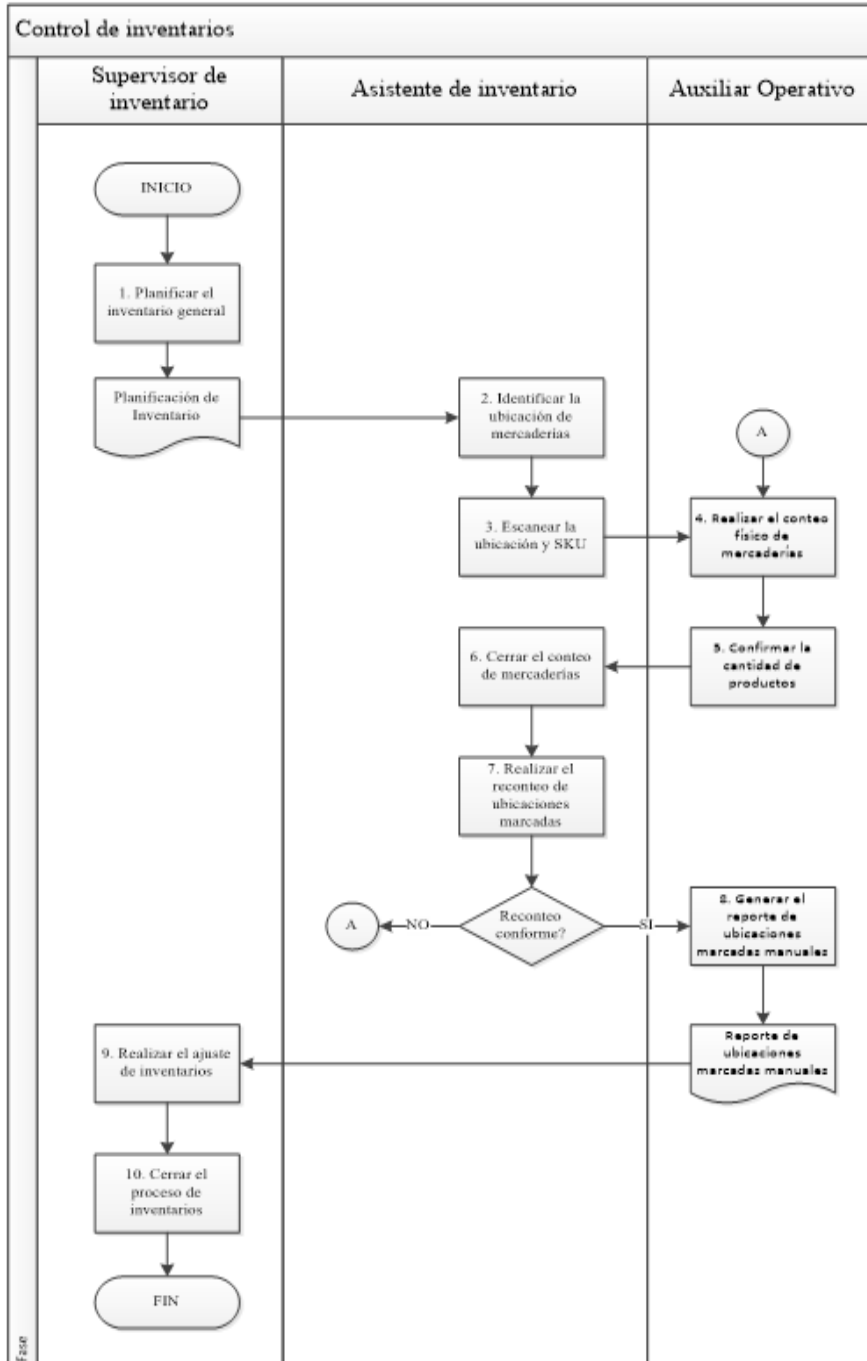 Control de inventarios
Supervisor de
inventario
Asistente de inventario
Auxiliar Operativo
INICIO
1. Planificar el
inventario general
Planificación de
Inventario
2. Identificar la
ubicación de
mercaderías
A
3. Escanear la
ubicación y SKU
4. Realizar el conteo
físico de
mercaderías
5. Confirmar la
cantidad de
productos
6. Cerrar el conteo
de mercaderías
7. Realizar el
reconteo de
ubicaciones
marcadas
A
NO
Reconteo
conforme?
SI
8. Generar el
reporte de
ubicaciones
marcadas manuales
Reporte de
ubicaciones
marcadas manuales
9. Realizar el ajuste
de inventarios
10. Cerrar el
proceso de
inventarios
FIN
Fase